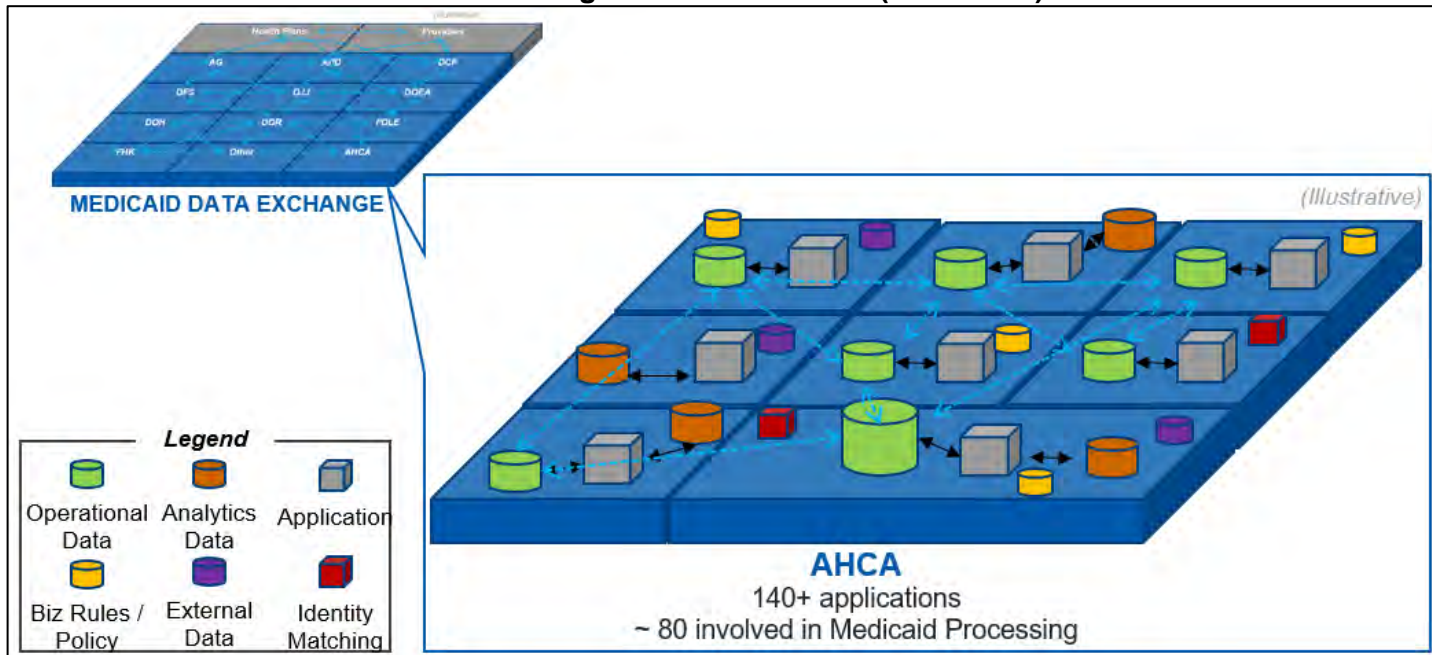 (Illustrative)
Health Plans
Providers
AG
APD
DCF
DFS
DJJ
DOEA
DOH
DOR
FDLE
FHK
Other
AHCA
MEDICAID DATA EXCHANGE
(Illustrative)
Legend
Operational
Data
Analytics
Data
Application
Biz Rules /
Policy
External
Data
Identity
Matching
AHCA
140+ applications
~ 80 involved in Medicaid Processing